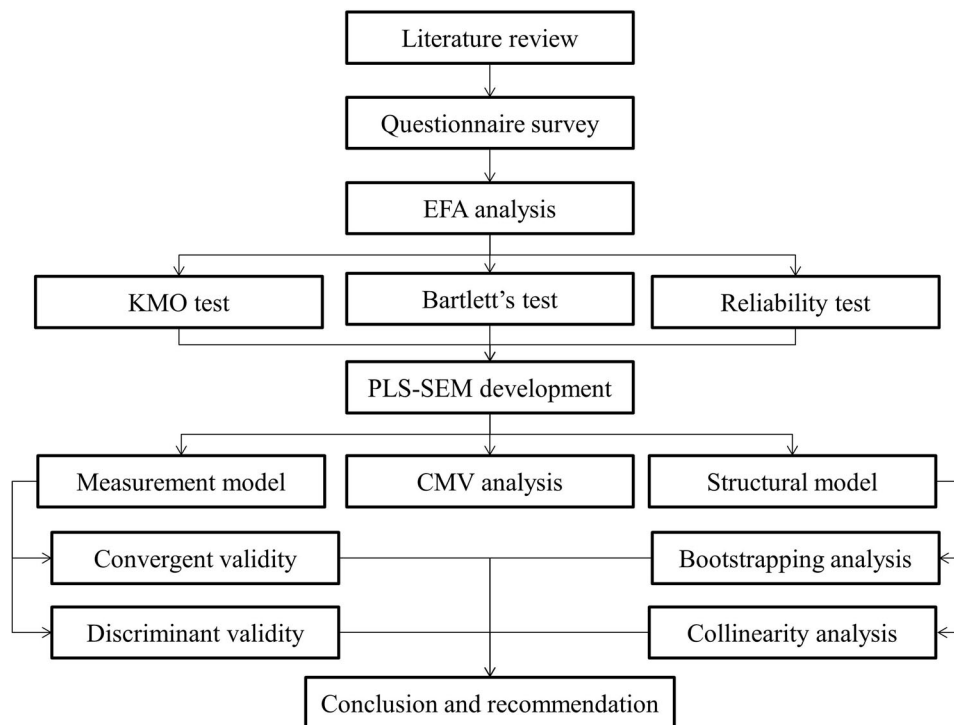 Literature review
Questionnaire survey
EFA analysis
KMO test
Bartlett’s test
Reliability test
PLS-SEM development
Measurement model
CMV analysis
Structural model
Convergent validity
Bootstrapping analysis
Discriminant validity
Collinearity analysis
Conclusion and recommendation